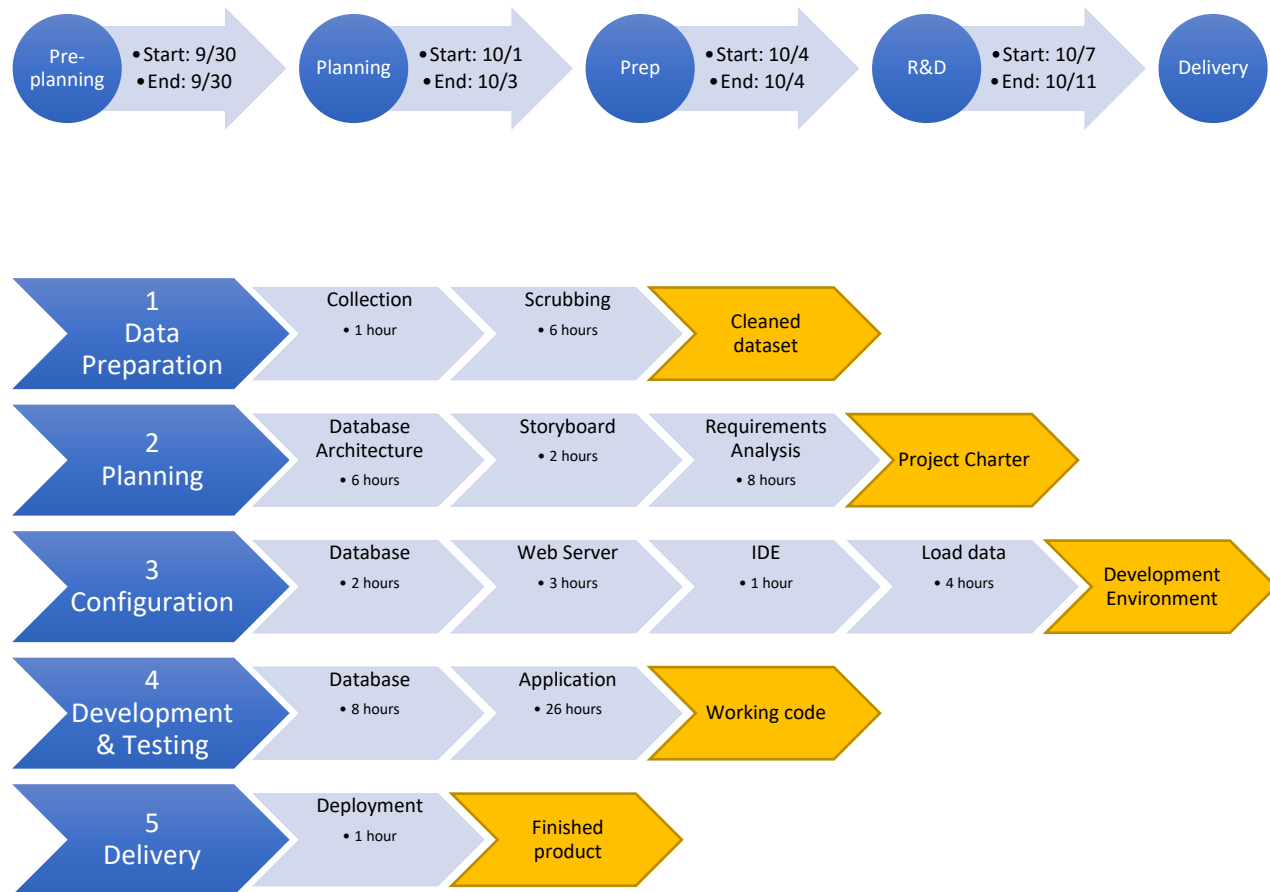 Pre-
planning
•Start: 9/30
•End: 9/30
Planning
•Start: 10/1
•End: 10/3
Prep
•Start: 10/4
•End: 10/4
R&D
•Start: 10/7
•End: 10/11
Delivery
1
Data
Preparation
Collection
• 1 hour
Scrubbing
• 6 hours
Cleaned
dataset
2
Planning
Database
Architecture
• 6 hours
Storyboard
• 2 hours
Requirements
Analysis
• 8 hours
Project Charter
3
Configuration
Database
• 2 hours
Web Server
• 3 hours
IDE
• 1 hour
Load data
• 4 hours
Development
Environment
4
Development
& Testing
Database
• 8 hours
Application
• 26 hours
Working code
5
Delivery
Deployment
• 1 hour
Finished
product